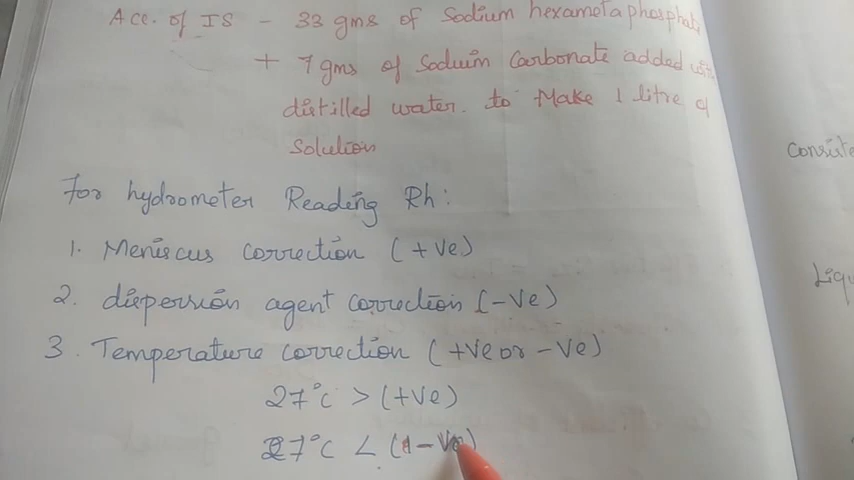 Acc. of IS - 33 gms of Sodium hexametaphosphate
+ 7 gms of Sodium Carbonate added with
distilled water. to Make 1 litre of
Solution
Consiste
For hydrometer Reading Rh:
1. Meniscus correction (+Ve)
Liqu
2. dispersion agent correction (-Ve)
3. Temperature correction (+Ve or -Ve)
27°C > (+Ve)
27°C < (-Ve)